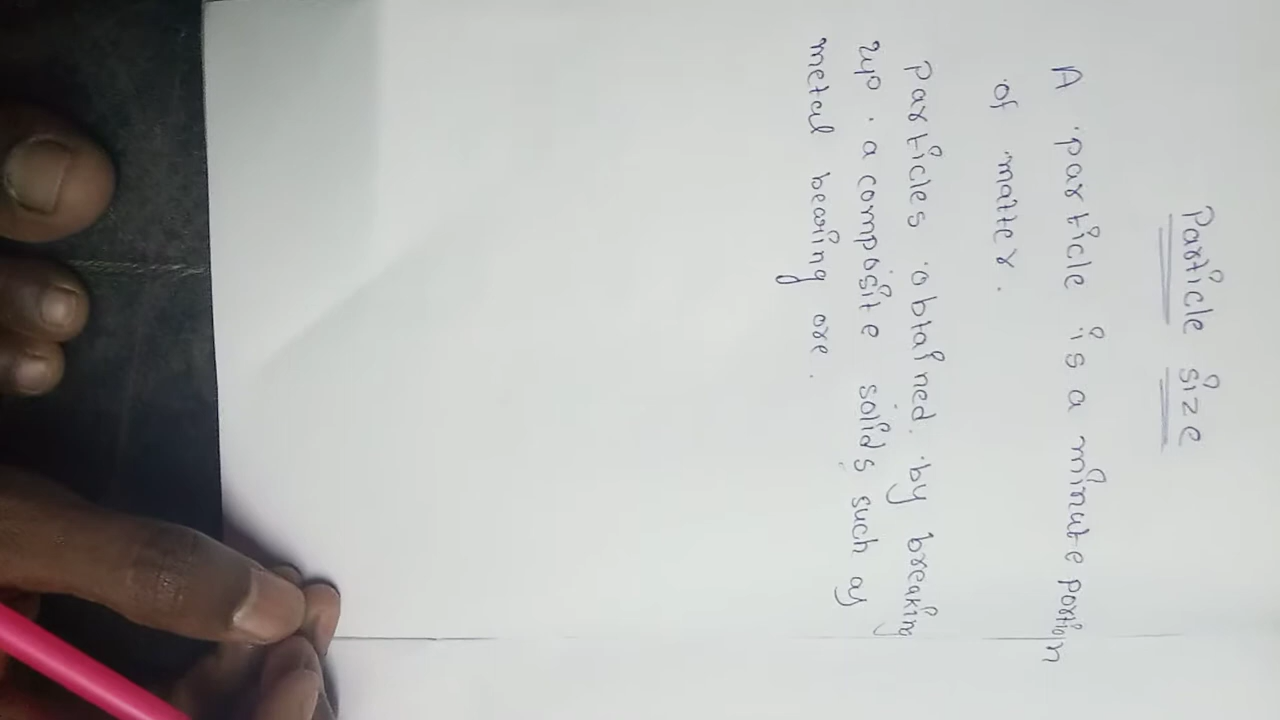 Particle size
A particle is a minute portion
of matter.
Particles obtained by breaking
up a composite solids such as
metal bearing ore.